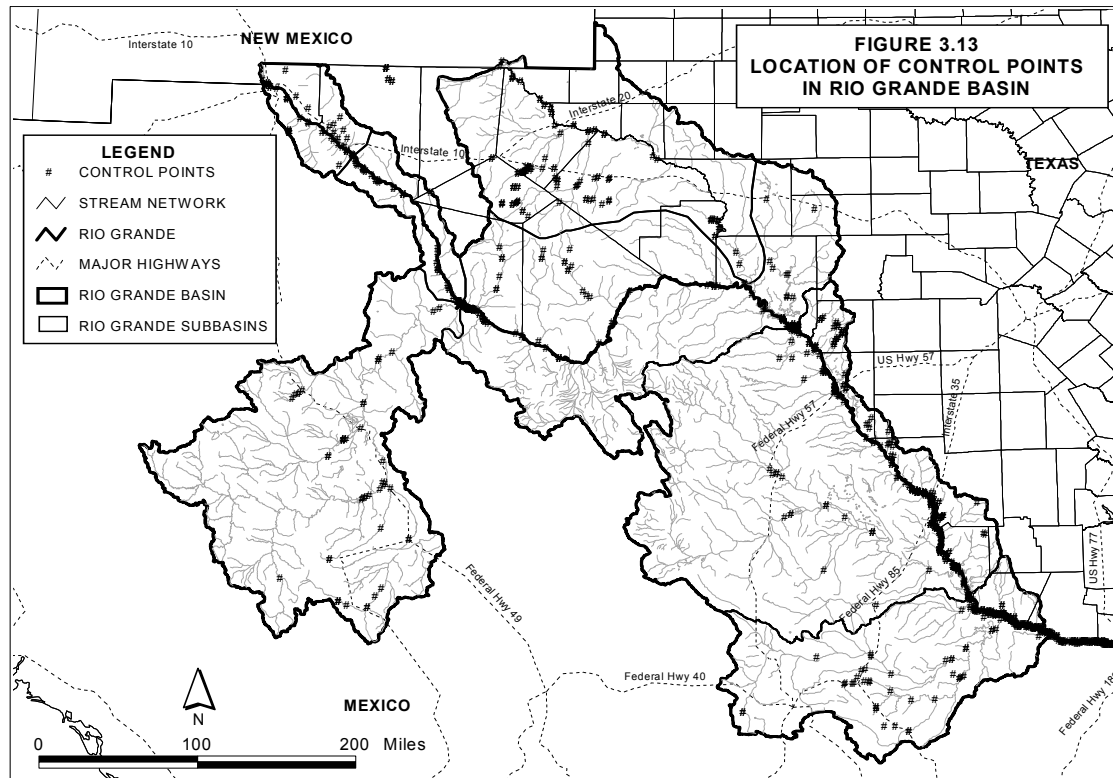 Interstate 10
NEW MEXICO
FIGURE 3.13
LOCATION OF CONTROL POINTS
IN RIO GRANDE BASIN
Interstate 20
Interstate 10
TEXAS
LEGEND
# CONTROL POINTS
STREAM NETWORK
RIO GRANDE
MAJOR HIGHWAYS
RIO GRANDE BASIN
RIO GRANDE SUBBASINS
US Hwy 57
Interstate 35
Federal Hwy 57
US Hwy 77
Federal Hwy 85
Federal Hwy 49
Federal Hwy 40
Federal Hwy 18
N
MEXICO
0 100 200 Miles